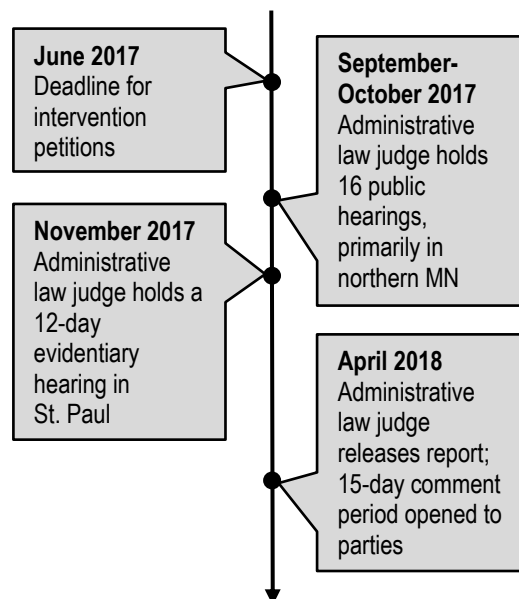 June 2017
Deadline for
intervention
petitions
September-
October 2017
Administrative
law judge holds
16 public
hearings,
primarily in
northern MN
November 2017
Administrative
law judge holds a
12-day
evidentiary
hearing in
St. Paul
April 2018
Administrative
law judge
releases report;
15-day comment
period opened to
parties